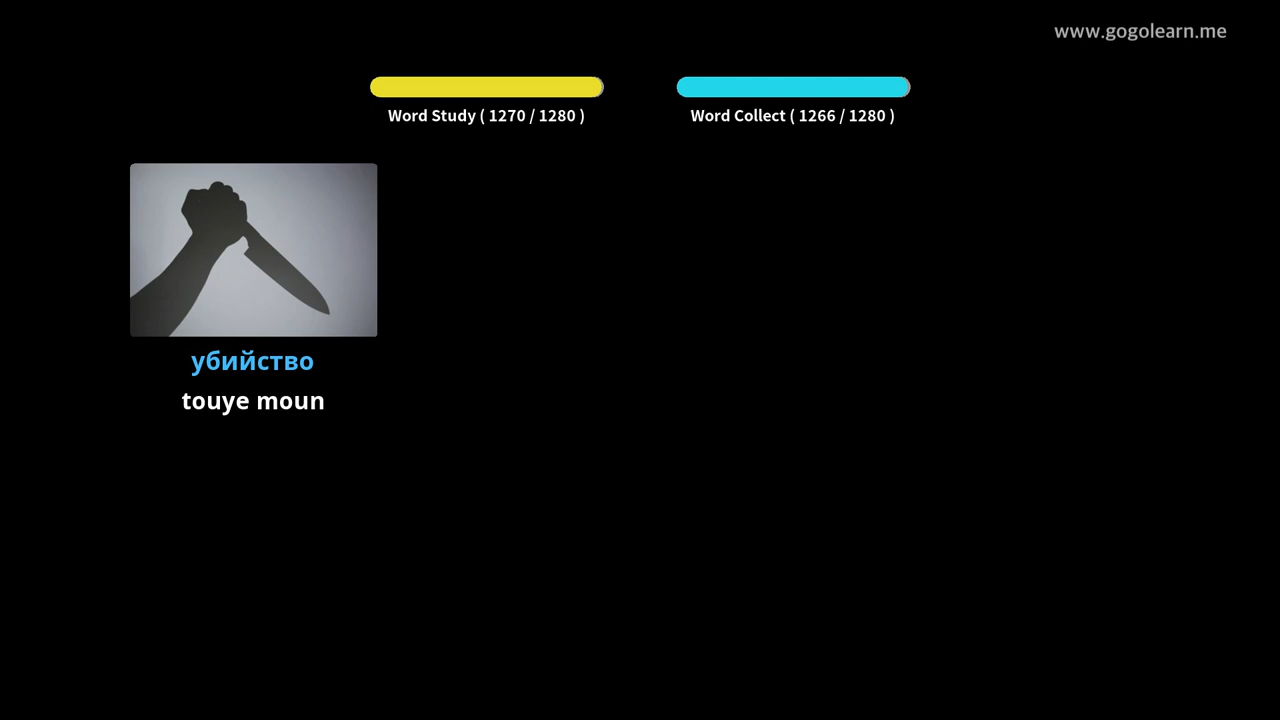 www.gogolearn.me
Word Study ( 1270 / 1280 )
Word Collect ( 1266 / 1280 )
убийство
touye moun